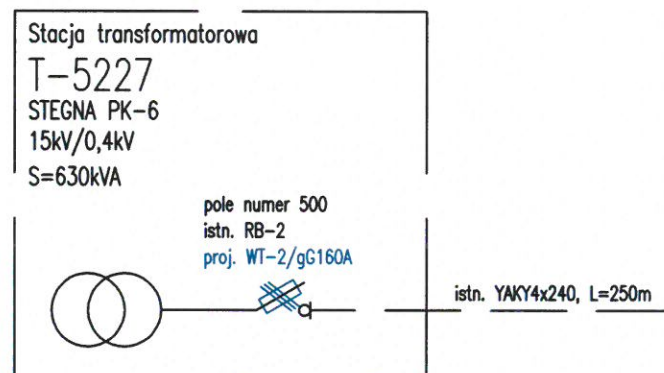 Stacja transformatorowa
T-5227
STEGNA PK-6
15kV/0,4kV
S=630kVA
pole numer 500
istn. RB-2
proj. WT-2/gG160A
istn. YAKY4x240, L=250m